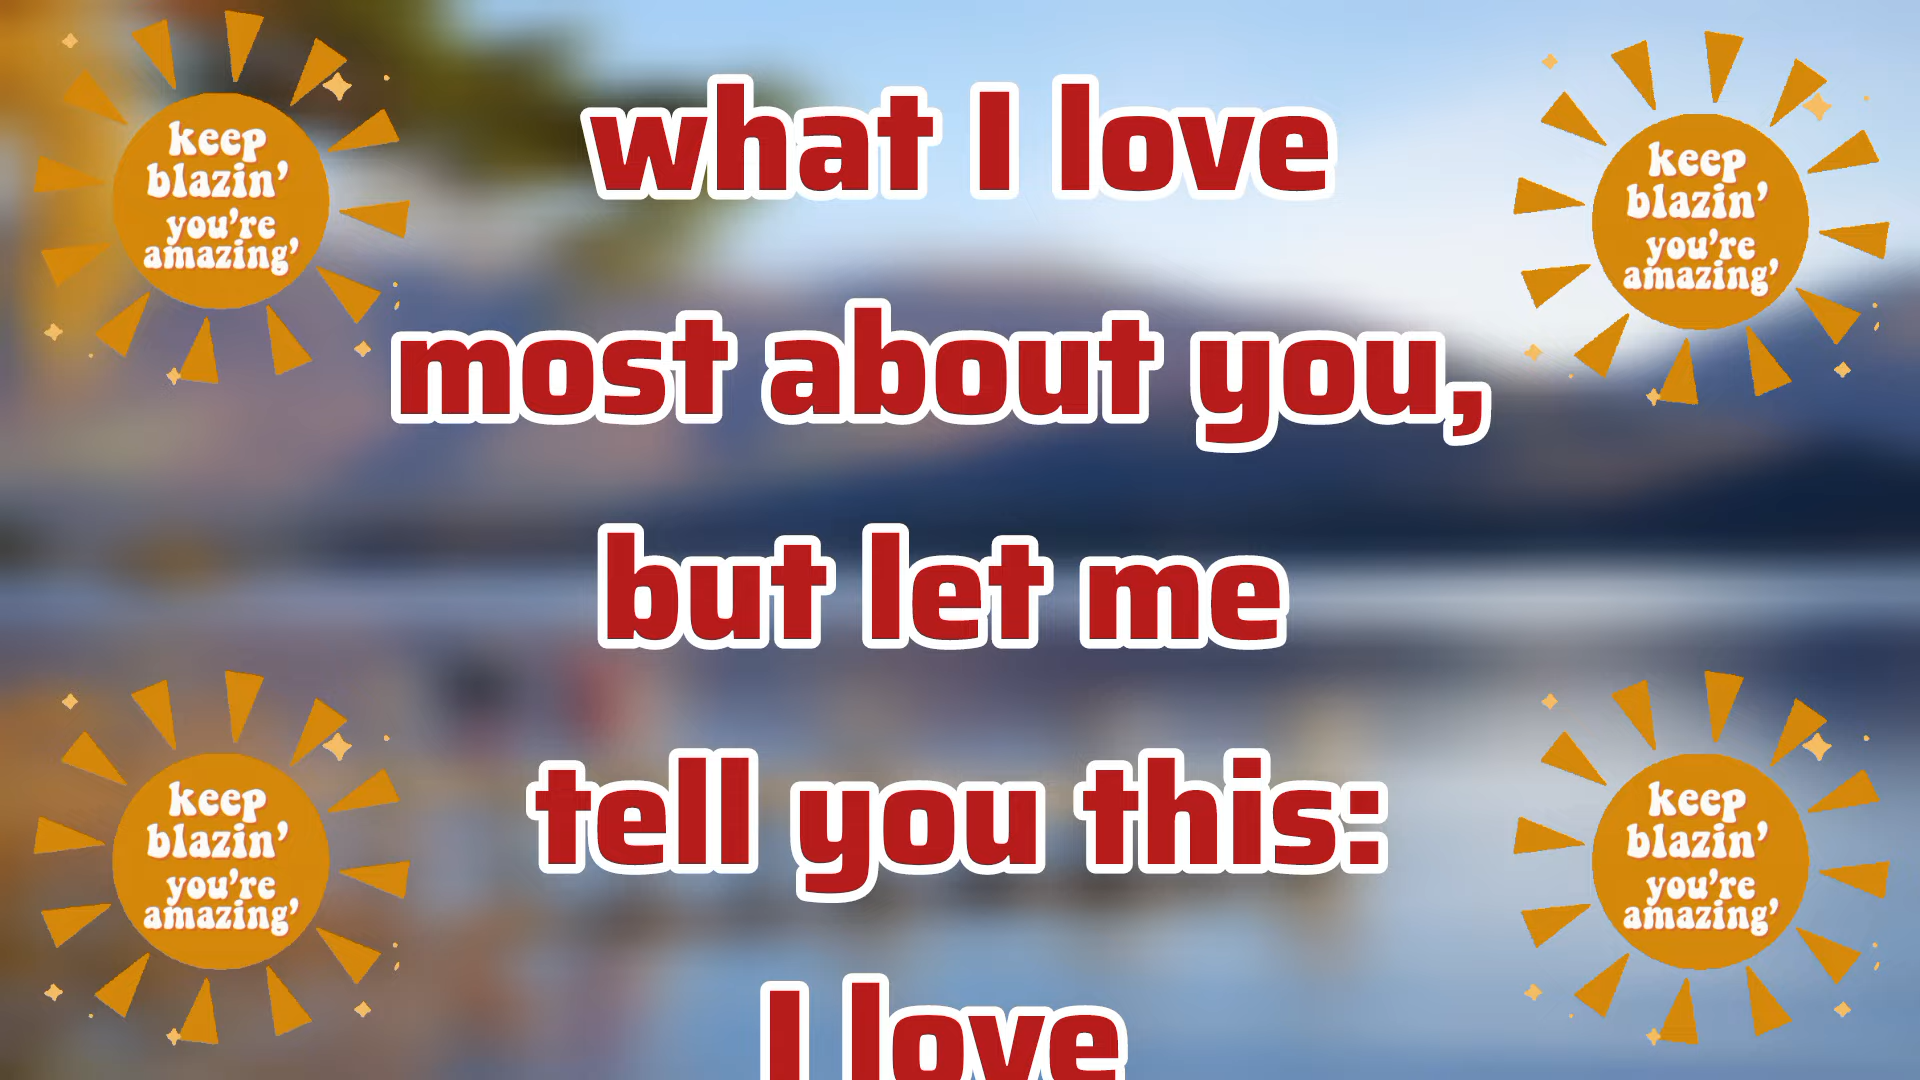 keep
blazin'
you're
amazing'
keep
blazin'
you're
amazing'
what I love
most about you,
but let me
tell you this:
I love
keep
blazin'
you're
amazing'
keep
blazin'
you're
amazing'